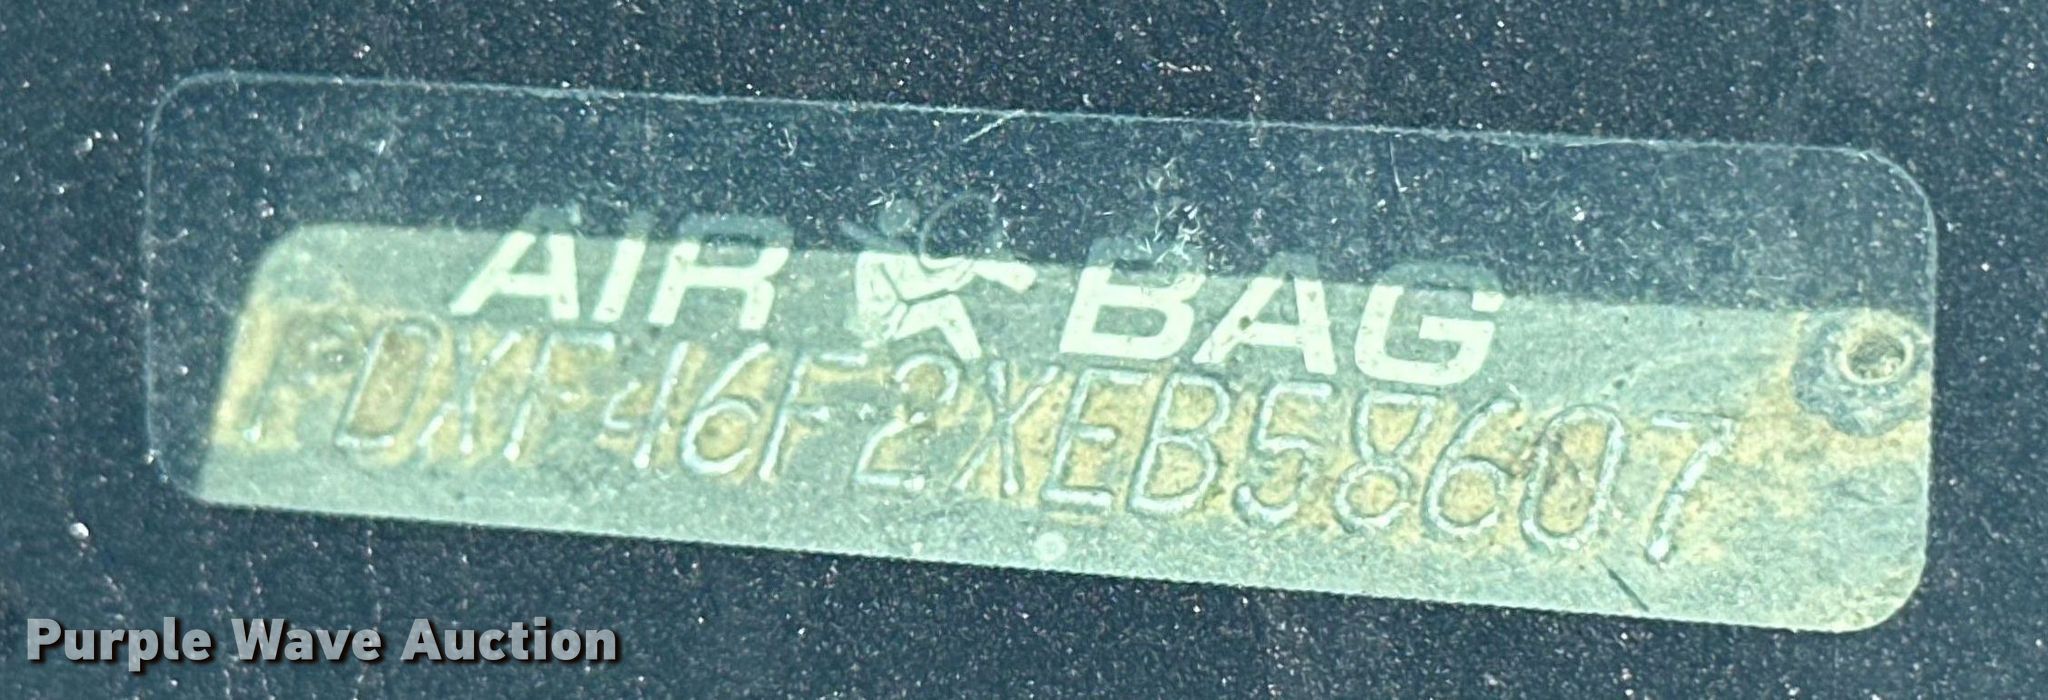 AIR BAG
FDXF46F2XEB58607
Purple Wave Auction